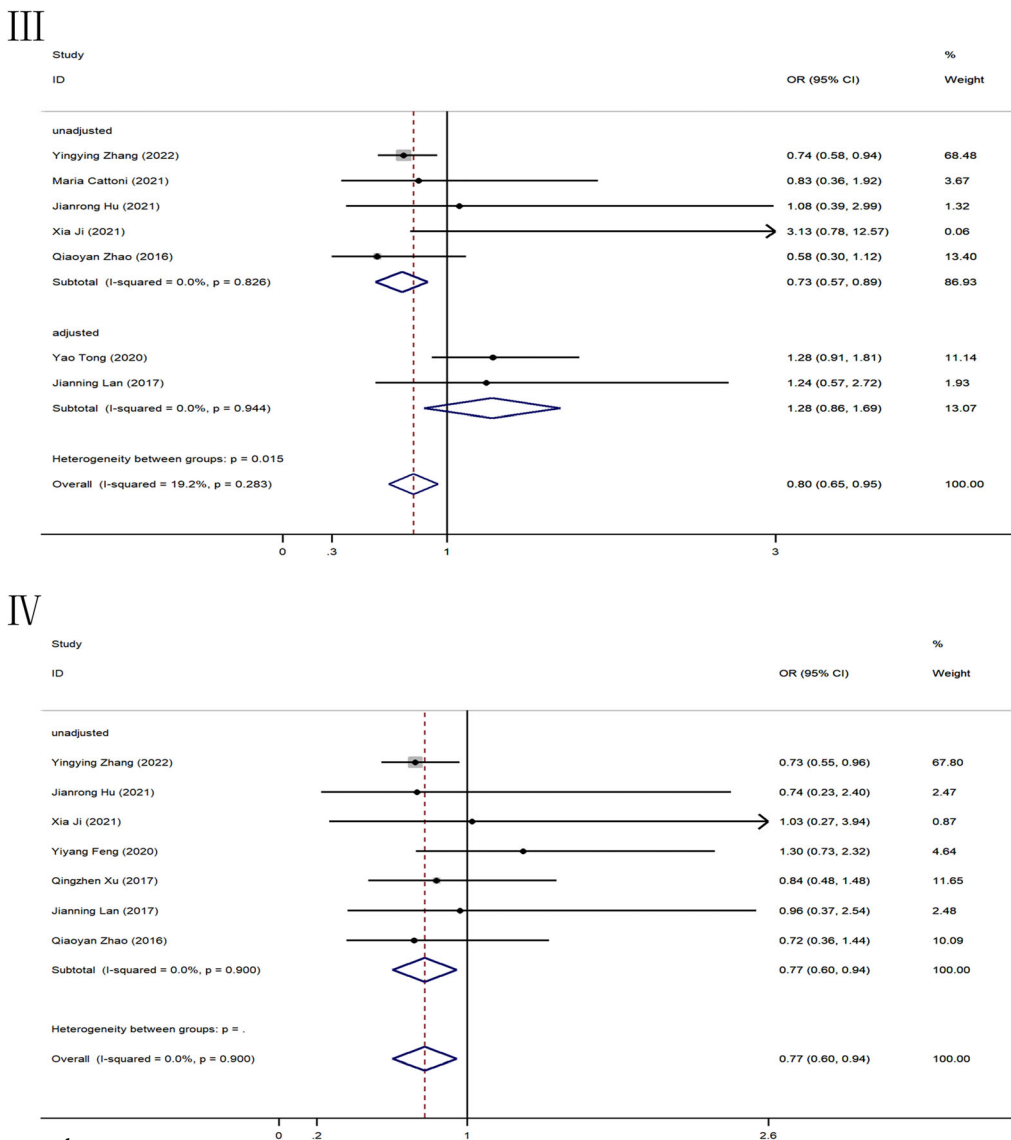 III
Study %
ID OR (95% CI) Weight
unadjusted
Yingying Zhang (2022) 0.74 (0.58, 0.94) 68.48
Maria Cattoni (2021) 0.83 (0.36, 1.92) 3.67
Jianrong Hu (2021) 1.08 (0.39, 2.99) 1.32
Xia Ji (2021) 3.13 (0.78, 12.57) 0.06
Qiaoyan Zhao (2016) 0.58 (0.30, 1.12) 13.40
Subtotal (I-squared = 0.0%, p = 0.826) 0.73 (0.57, 0.89) 86.93
adjusted
Yao Tong (2020) 1.28 (0.91, 1.81) 11.14
Jianning Lan (2017) 1.24 (0.57, 2.72) 1.93
Subtotal (I-squared = 0.0%, p = 0.944) 1.28 (0.86, 1.69) 13.07
Heterogeneity between groups: p = 0.015
Overall (I-squared = 19.2%, p = 0.283) 0.80 (0.65, 0.95) 100.00
0 .3 1 3
IV
Study %
ID OR (95% CI) Weight
unadjusted
Yingying Zhang (2022) 0.73 (0.55, 0.96) 67.80
Jianrong Hu (2021) 0.74 (0.23, 2.40) 2.47
Xia Ji (2021) 1.03 (0.27, 3.94) 0.87
Yiyang Feng (2020) 1.30 (0.73, 2.32) 4.64
Qingzhen Xu (2017) 0.84 (0.48, 1.48) 11.65
Jianning Lan (2017) 0.96 (0.37, 2.54) 2.48
Qiaoyan Zhao (2016) 0.72 (0.36, 1.44) 10.09
Subtotal (I-squared = 0.0%, p = 0.900) 0.77 (0.60, 0.94) 100.00
Heterogeneity between groups: p = .
Overall (I-squared = 0.0%, p = 0.900) 0.77 (0.60, 0.94) 100.00
0 .2 1 2.6